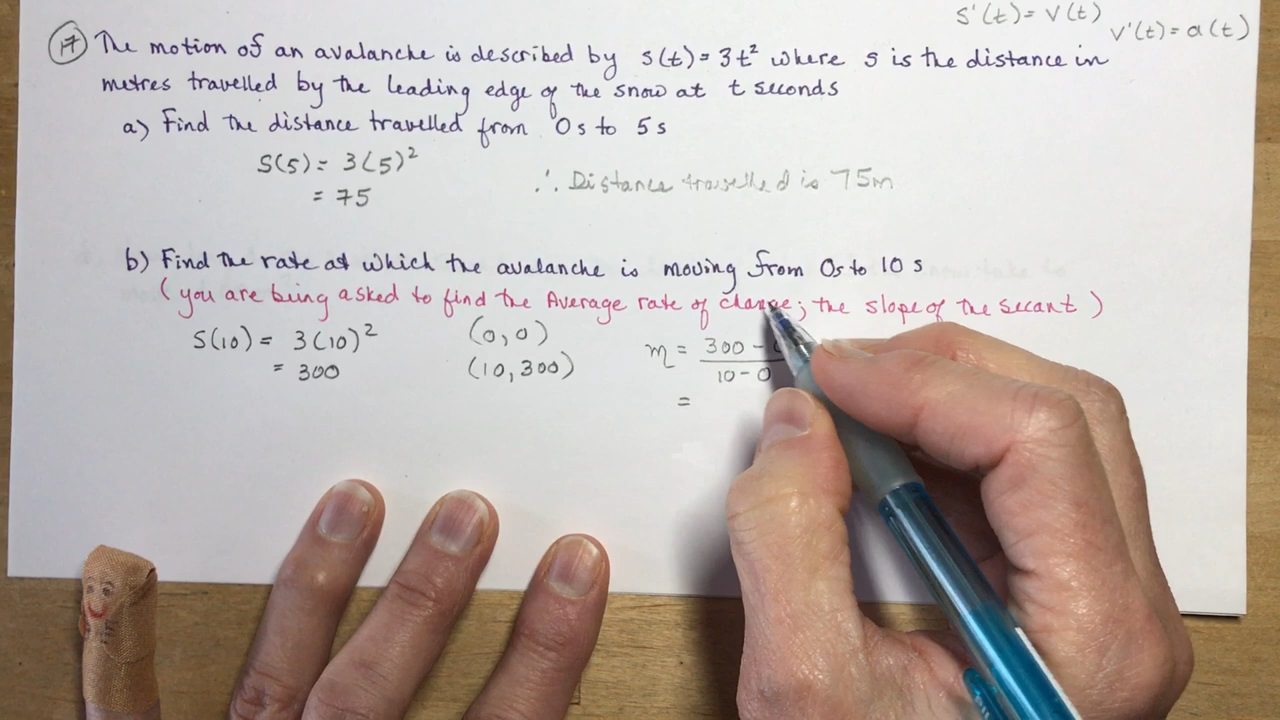 S'(t) = V(t)
V'(t) = a(t)
17 The motion of an avalanche is described by s(t) = 3t² where s is the distance in
metres travelled by the leading edge of the snow at t seconds
a) Find the distance travelled from 0s to 5s
S(5) = 3(5)²
= 75
∴ Distance travelled is 75m
b) Find the rate at which the avalanche is moving from 0s to 10s
(you are being asked to find the Average rate of change; the slope of the secant)
S(10) = 3(10)²
= 300
(0,0)
(10,300)
m = 300 -
10-0
=